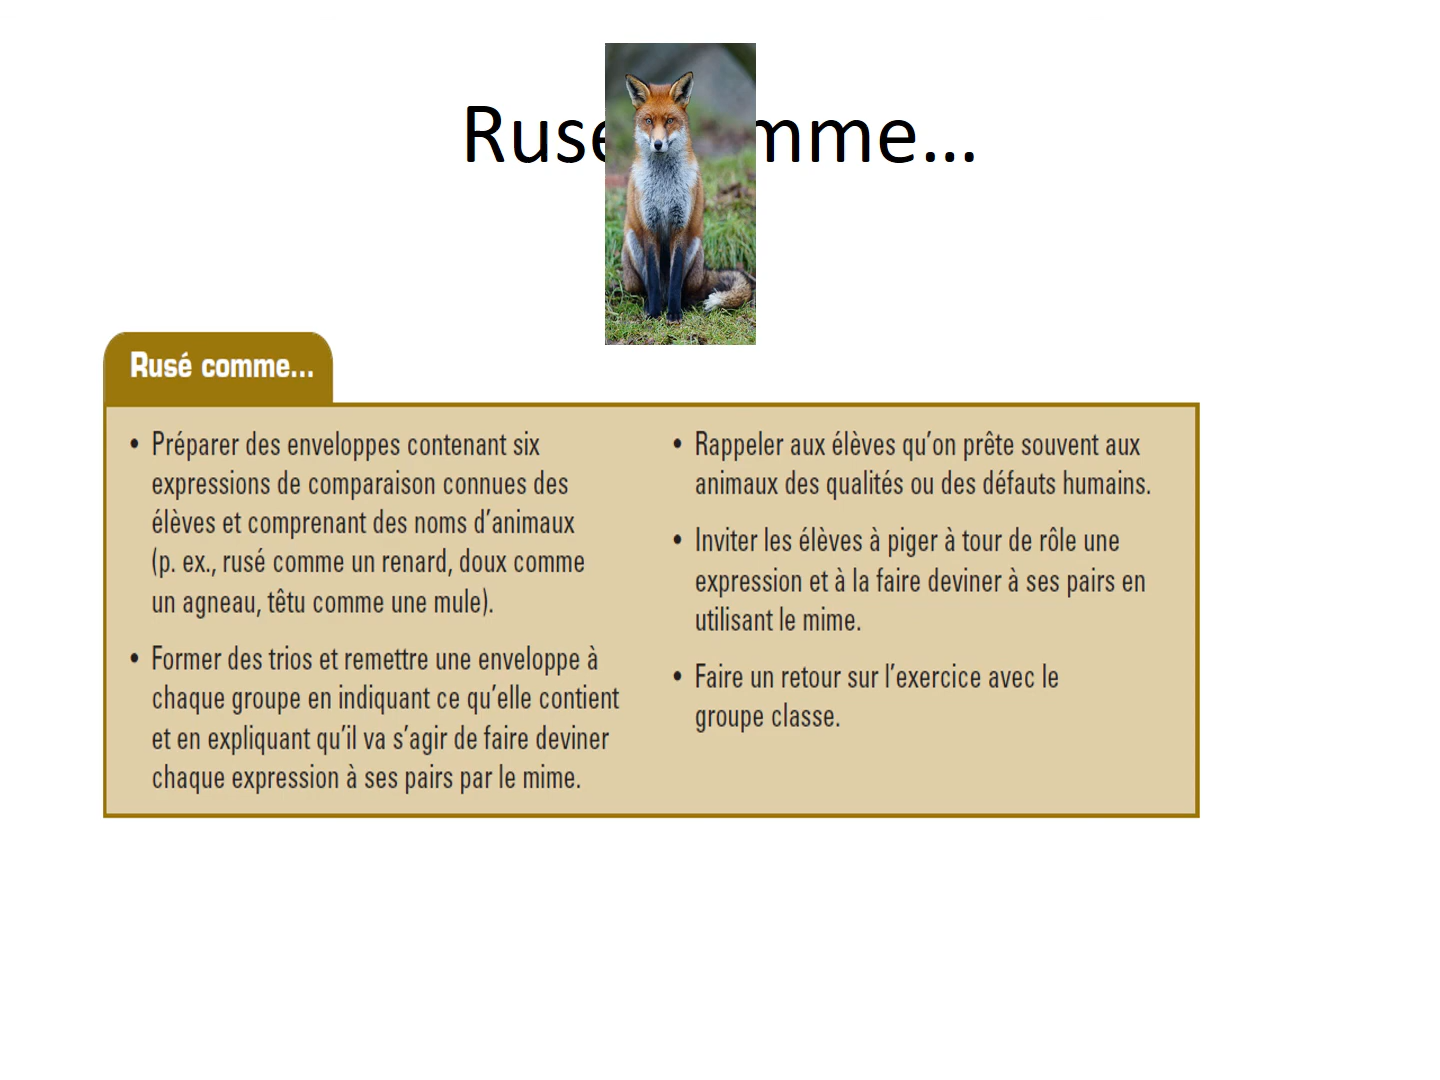 Rusé comme...
Rusé comme...
• Préparer des enveloppes contenant six
expressions de comparaison connues des
élèves et comprenant des noms d'animaux
(p. ex., rusé comme un renard, doux comme
un agneau, têtu comme une mule).
• Former des trios et remettre une enveloppe à
chaque groupe en indiquant ce qu'elle contient
et en expliquant qu'il va s'agir de faire deviner
chaque expression à ses pairs par le mime.
• Rappeler aux élèves qu'on prête souvent aux
animaux des qualités ou des défauts humains.
• Inviter les élèves à piger à tour de rôle une
expression et à la faire deviner à ses pairs en
utilisant le mime.
• Faire un retour sur l'exercice avec le
groupe classe.